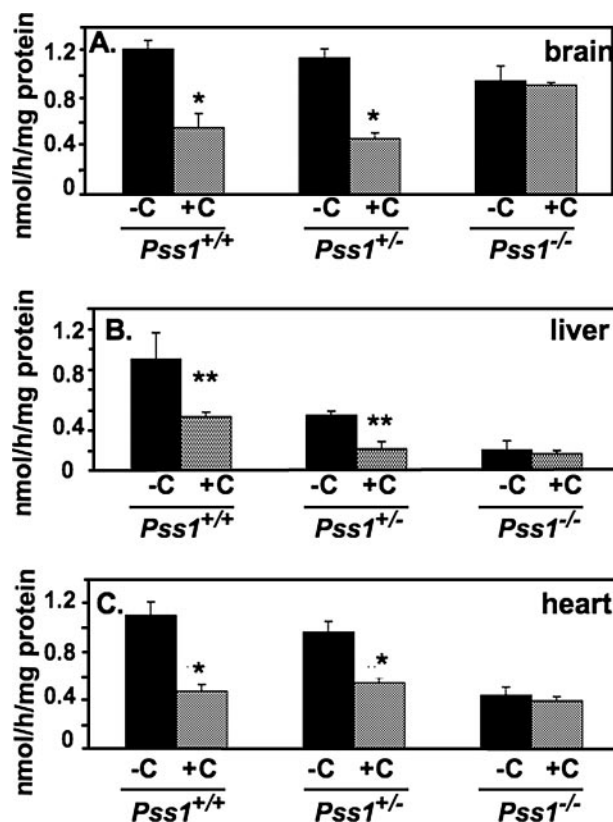 A. brain
nmol/h/mg protein
1.2
0.8
0.4
0
* *
-C +C -C +C -C +C
Pss1+/+ Pss1+/- Pss1-/-
B. liver
nmol/h/mg protein
1.2
0.8
0.4
0
** **
-C +C -C +C -C +C
Pss1+/+ Pss1+/- Pss1-/-
C. heart
nmol/h/mg protein
1.2
0.8
0.4
0
* *
-C +C -C +C -C +C
Pss1+/+ Pss1+/- Pss1-/-